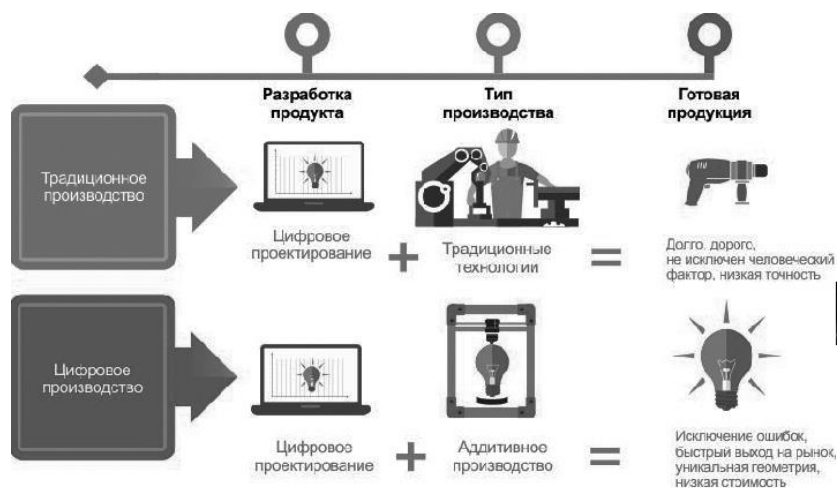 Разработка
продукта
Тип
производства
Готовая
продукция
Традиционное
производство
Цифровое
проектирование
+
Традиционные
технологии
=
Долго, дорого,
не исключен человеческий
фактор, низкая точность
Цифровое
производство
Цифровое
проектирование
+
Аддитивное
производство
=
Исключение ошибок,
быстрый выход на рынок,
уникальная геометрия,
низкая стоимость